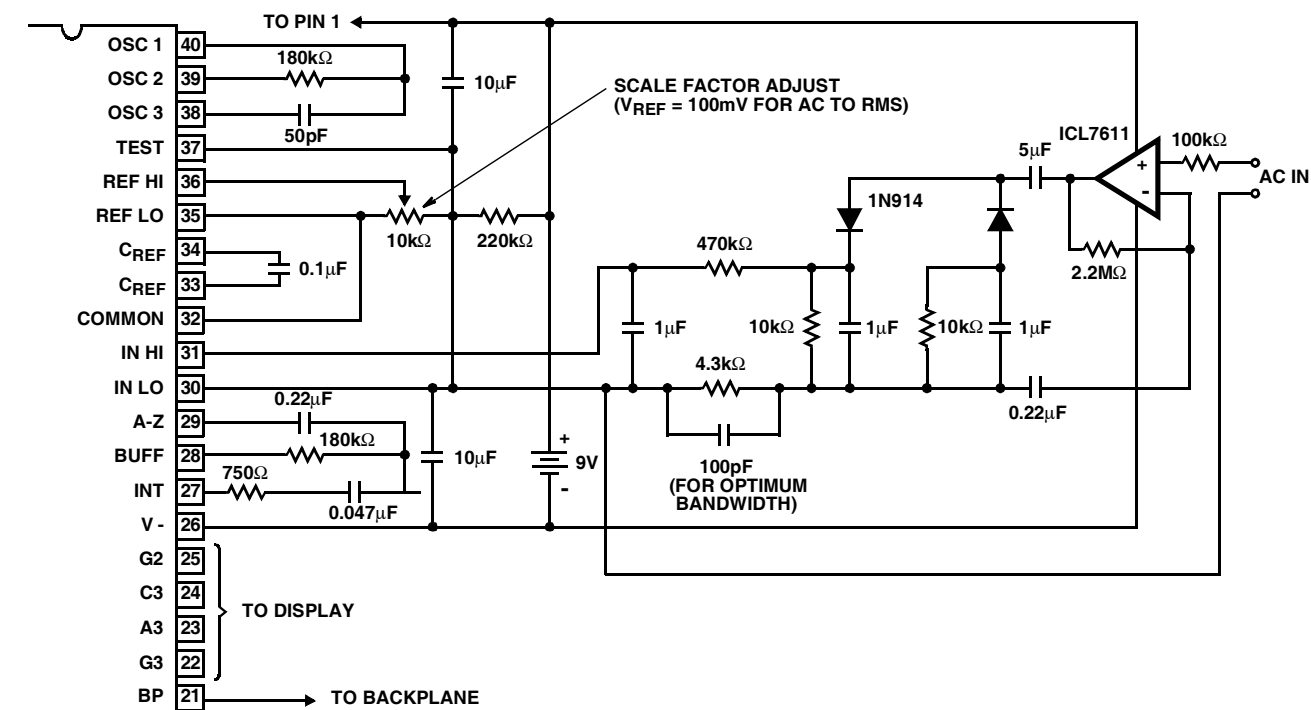 TO PIN 1
OSC 1 40
180kΩ
OSC 2 39
10µF
SCALE FACTOR ADJUST
(VREF = 100mV FOR AC TO RMS)
OSC 3 38
50pF
TEST 37
ICL7611
100kΩ
5µF
+
-
AC IN
REF HI 36
1N914
REF LO 35
10kΩ
220kΩ
CREF 34
0.1µF
470kΩ
2.2MΩ
CREF 33
COMMON 32
1µF
10kΩ
1µF
10kΩ
1µF
IN HI 31
4.3kΩ
IN LO 30
0.22µF
0.22µF
A-Z 29
180kΩ
+
9V
-
BUFF 28
10µF
100pF
(FOR OPTIMUM
BANDWIDTH)
750Ω
INT 27
0.047µF
V - 26
G2 25
C3 24
TO DISPLAY
A3 23
G3 22
BP 21
TO BACKPLANE